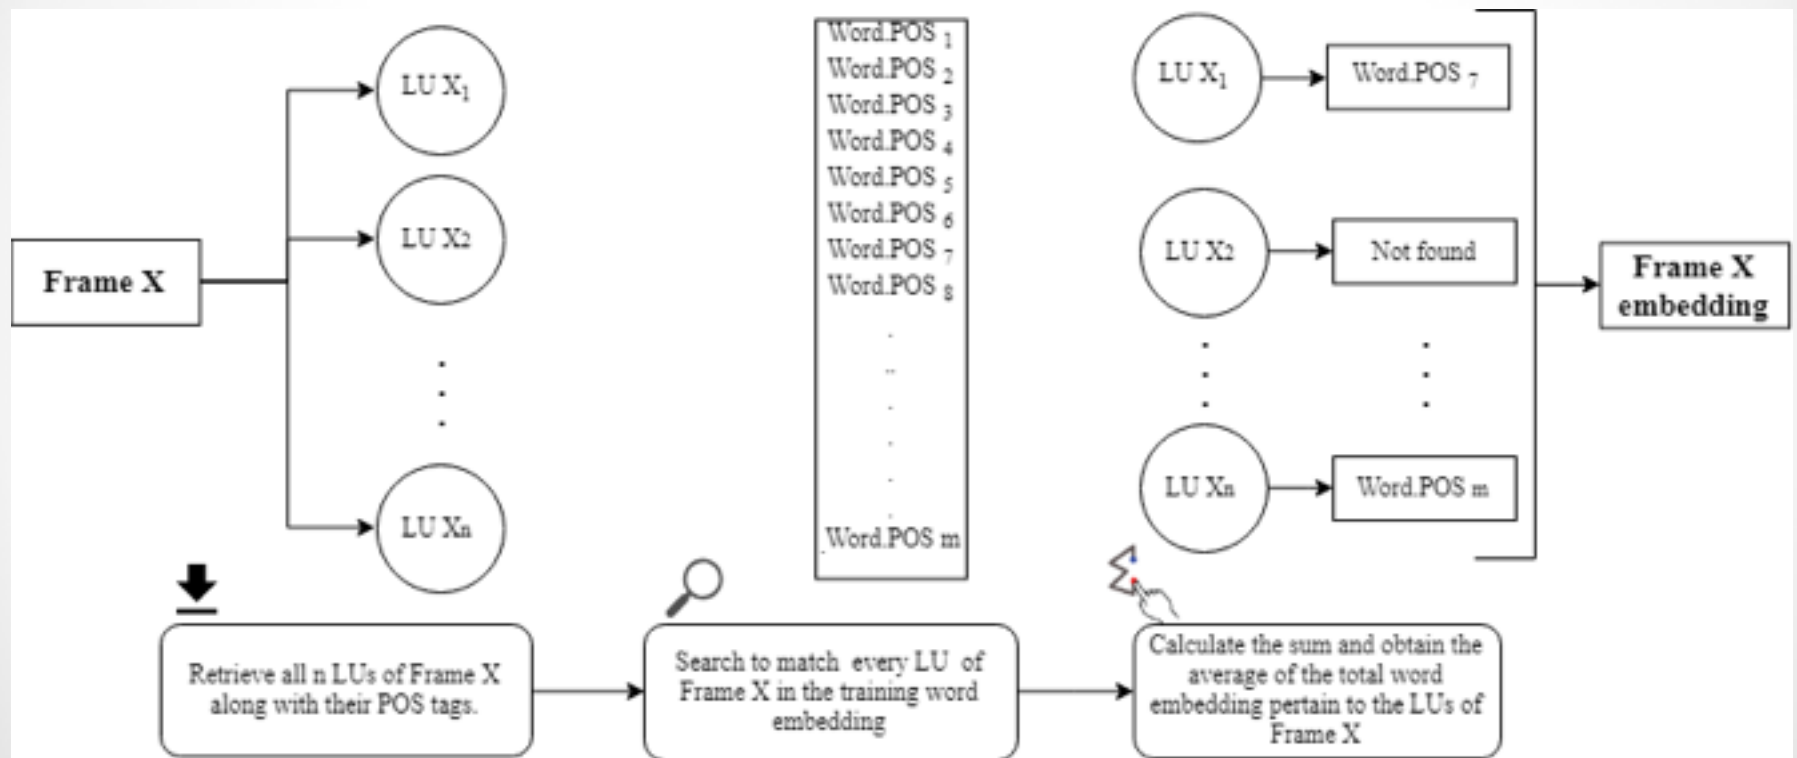 Frame X
LU X1
LU X2
LU Xn
Retrieve all n LUs of Frame X
along with their POS tags.
Word.POS 1
Word.POS 2
Word.POS 3
Word.POS 4
Word.POS 5
Word.POS 6
Word.POS 7
Word.POS 8
.
..
.
.
.
.
Word.POS m
Search to match every LU of
Frame X in the training word
embedding
LU X1
Word.POS 7
LU X2
Not found
LU Xn
Word.POS m
Frame X
embedding
Calculate the sum and obtain the
average of the total word
embedding pertain to the LUs of
Frame X